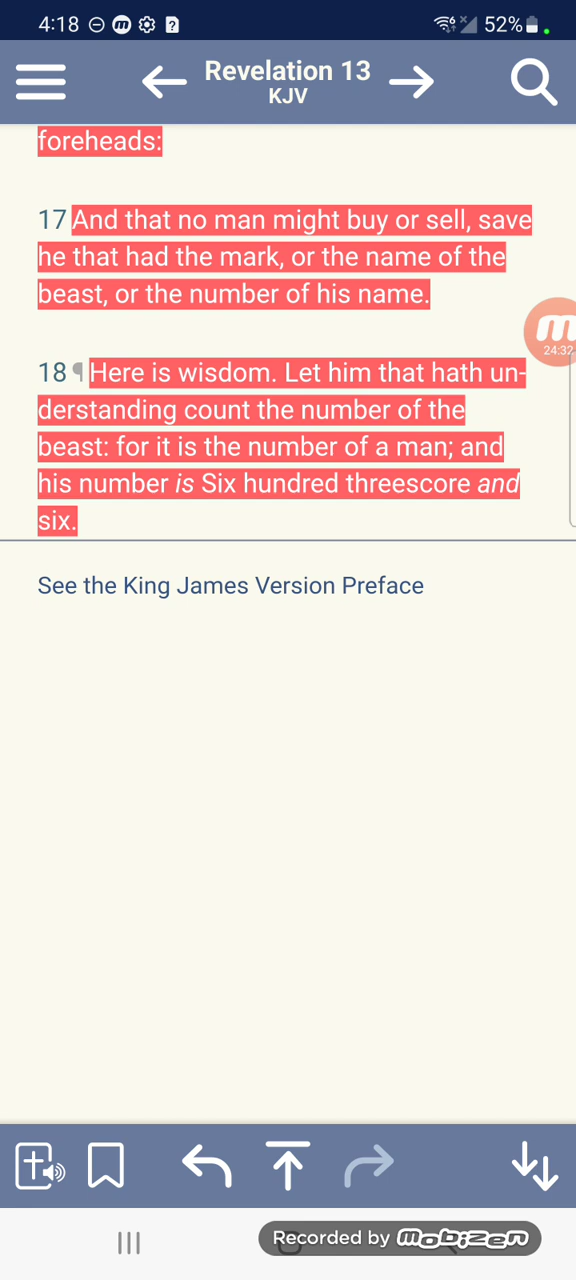 4:18 52%
Revelation 13
KJV
foreheads:
17 And that no man might buy or sell, save
he that had the mark, or the name of the
beast, or the number of his name.
24:32
18 ¶ Here is wisdom. Let him that hath un-
derstanding count the number of the
beast: for it is the number of a man; and
his number is Six hundred threescore and
six.
See the King James Version Preface
Recorded by mobizen